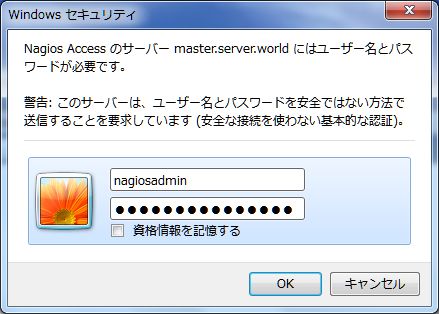 Windows セキュリティ
Nagios Access のサーバー master.server.world にはユーザー名とパス
ワードが必要です。
警告: このサーバーは、ユーザー名とパスワードを安全ではない方法で
送信することを要求しています (安全な接続を使わない基本的な認証)。
nagiosadmin
●●●●●●●●●●●●●●●
資格情報を記憶する
OK
キャンセル